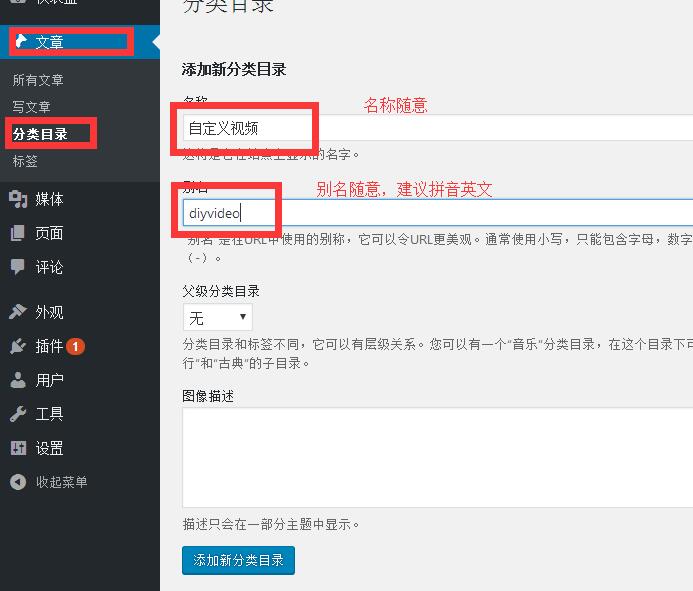 仪表盘
文章
所有文章
写文章
分类目录
标签
媒体
页面
评论
外观
插件 1
用户
工具
设置
收起菜单
分类目录
添加新分类目录
名称 名称随意
自定义视频
这将是它在站点上显示的名字。
别名 别名随意，建议拼音英文
diyvideo
“别名”是在URL中使用的别称，它可以令URL更美观。通常使用小写，只能包含字母，数字
（-）。
父级分类目录
无
分类目录和标签不同，它可以有层级关系。您可以有一个“音乐”分类目录，在这个目录下可
行”和“古典”的子目录。
图像描述
描述只会在一部分主题中显示。
添加新分类目录